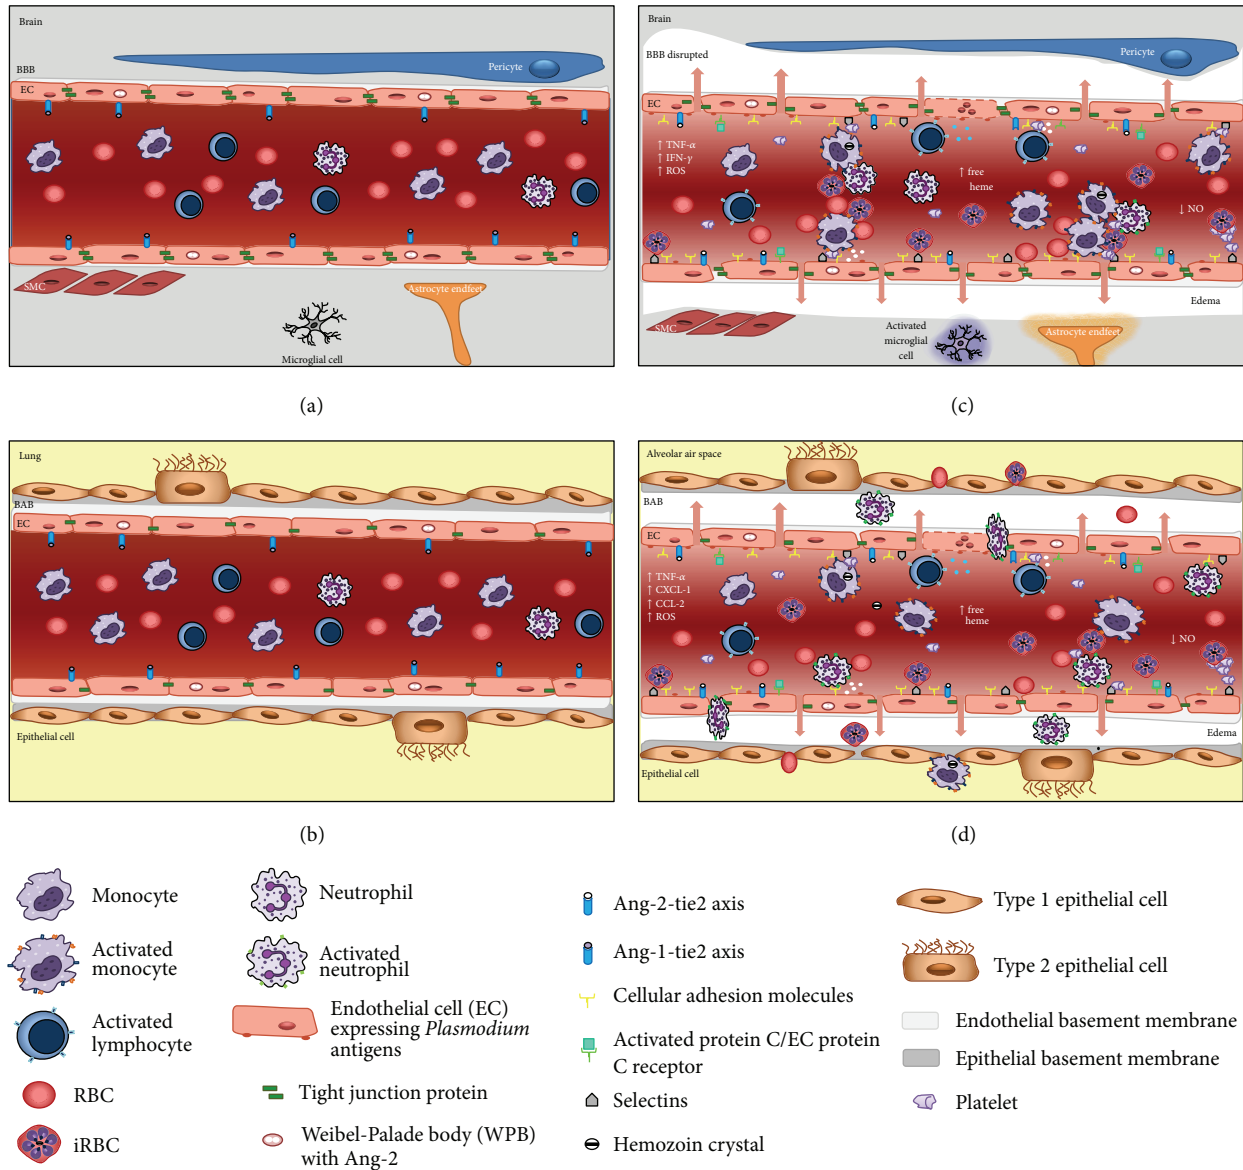 Brain
Pericyte
BBB
EC
SMC
Astrocyte endfeet
Microglial cell
(a)
Brain
BBB disrupted
Pericyte
EC
↑ TNF-α
↑ IFN-γ
↑ ROS
↑ free
heme
↓ NO
Edema
SMC
Activated
microglial
cell
Astrocyte endfeet
(c)
Lung
BAB
EC
Epithelial cell
(b)
Alveolar air space
BAB
EC
↑ TNF-α
↑ CXCL-1
↑ CCL-2
↑ ROS
↑ free
heme
↓ NO
Edema
Epithelial cell
(d)
Monocyte
Activated
monocyte
Activated
lymphocyte
RBC
iRBC
Neutrophil
Activated
neutrophil
Endothelial cell (EC)
expressing Plasmodium
antigens
Tight junction protein
Weibel-Palade body (WPB)
with Ang-2
Ang-2-tie2 axis
Ang-1-tie2 axis
Cellular adhesion molecules
Activated protein C/EC protein
C receptor
Selectins
Hemozoin crystal
Type 1 epithelial cell
Type 2 epithelial cell
Endothelial basement membrane
Epithelial basement membrane
Platelet